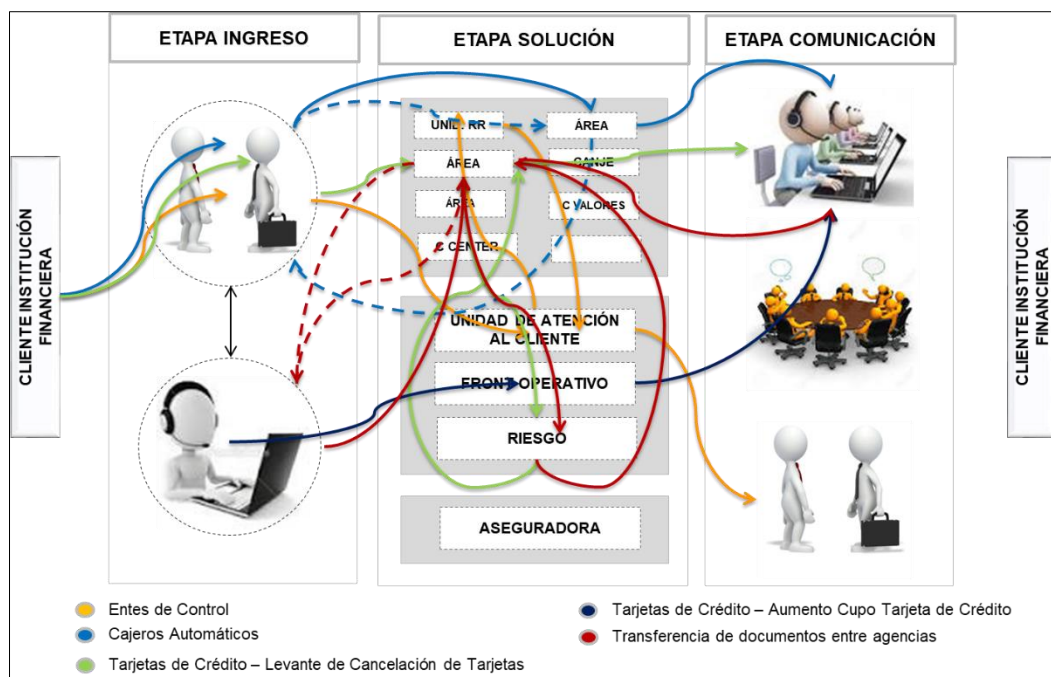 ETAPA INGRESO
ETAPA SOLUCIÓN
ETAPA COMUNICACIÓN
CLIENTE INSTITUCIÓN
FINANCIERA
UNID. RR
ÁREA
ÁREA
CANJE
ÁREA
C VALORES
C CENTER
UNIDAD DE ATENCIÓN
AL CLIENTE
FRONT OPERATIVO
RIESGO
ASEGURADORA
CLIENTE INSTITUCIÓN
FINANCIERA
Entes de Control
Cajeros Automáticos
Tarjetas de Crédito – Levante de Cancelación de Tarjetas
Tarjetas de Crédito – Aumento Cupo Tarjeta de Crédito
Transferencia de documentos entre agencias